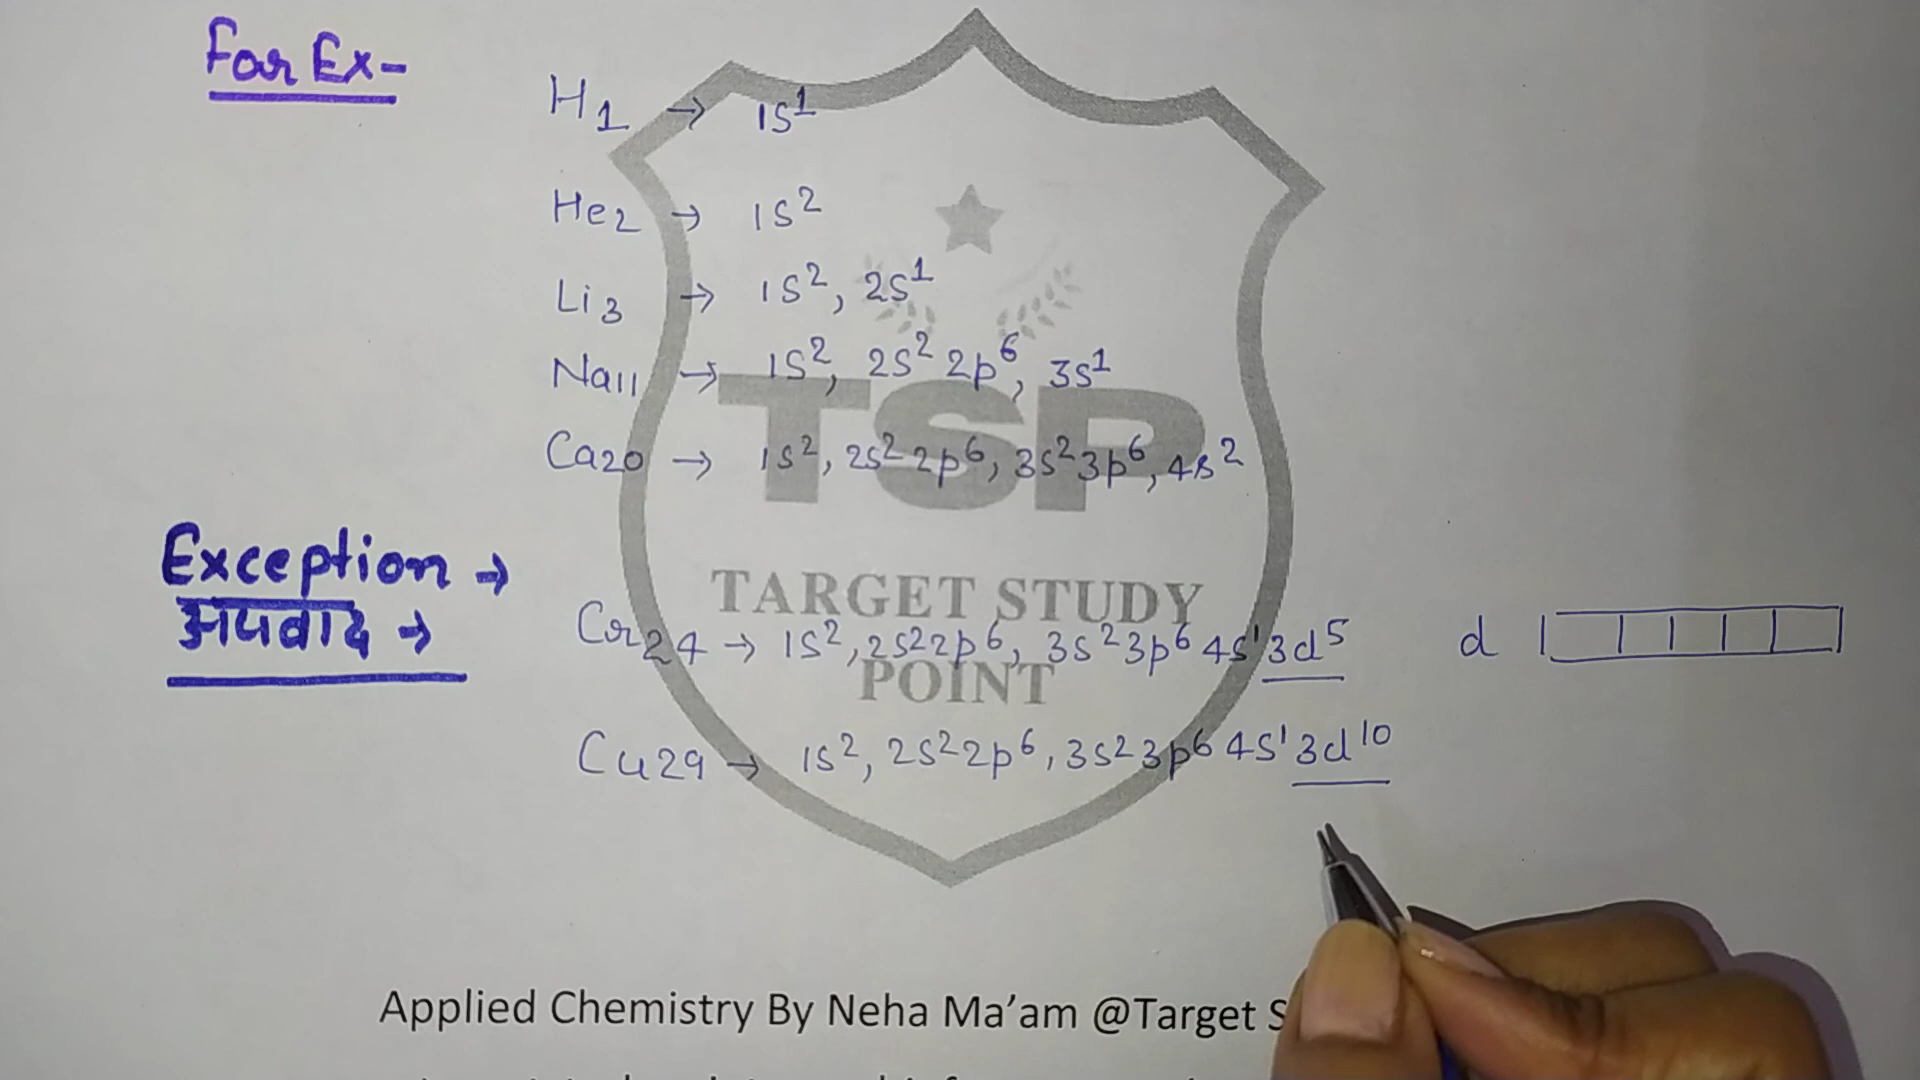 For Ex-
H₁ → 1s¹
He₂ → 1s²
Li₃ → 1s², 2s¹
Na₁₁ → 1s², 2s² 2p⁶, 3s¹
Ca₂₀ → 1s², 2s² 2p⁶, 3s² 3p⁶, 4s²
TSP
Exception →
अपवाद →
TARGET STUDY
POINT
Cr₂₄ → 1s², 2s² 2p⁶, 3s² 3p⁶ 4s¹ 3d⁵
d
Cu₂₉ → 1s², 2s² 2p⁶, 3s² 3p⁶ 4s¹ 3d¹⁰
Applied Chemistry By Neha Ma’am @Target S